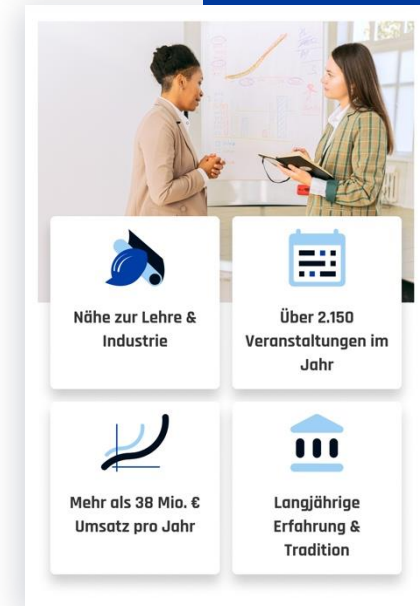 Nähe zur Lehre &
Industrie
Über 2.150
Veranstaltungen im
Jahr
Mehr als 38 Mio. €
Umsatz pro Jahr
Langjährige
Erfahrung &
Tradition